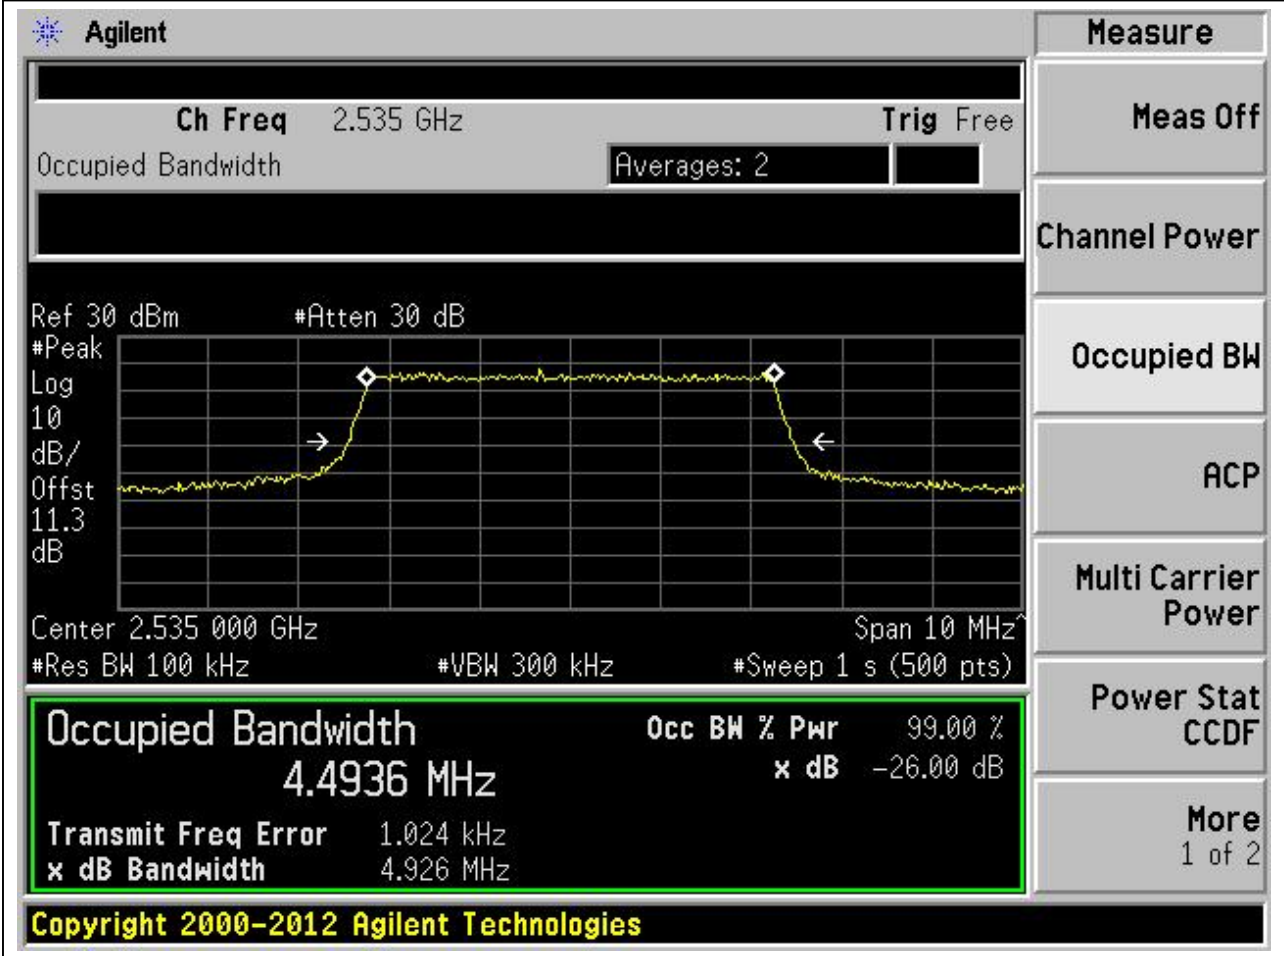 Agilent
Measure
Ch Freq 2.535 GHz Trig Free
Occupied Bandwidth Averages: 2
Meas Off
Channel Power
Occupied BW
ACP
Multi Carrier
Power
Power Stat
CCDF
More
1 of 2
Ref 30 dBm #Atten 30 dB
#Peak
Log
10
dB/
Offst
11.3
dB
Center 2.535 000 GHz Span 10 MHz^
#Res BW 100 kHz #VBW 300 kHz #Sweep 1 s (500 pts)
Occupied Bandwidth Occ BW % Pwr 99.00 %
4.4936 MHz x dB -26.00 dB
Transmit Freq Error 1.024 kHz
x dB Bandwidth 4.926 MHz
Copyright 2000-2012 Agilent Technologies